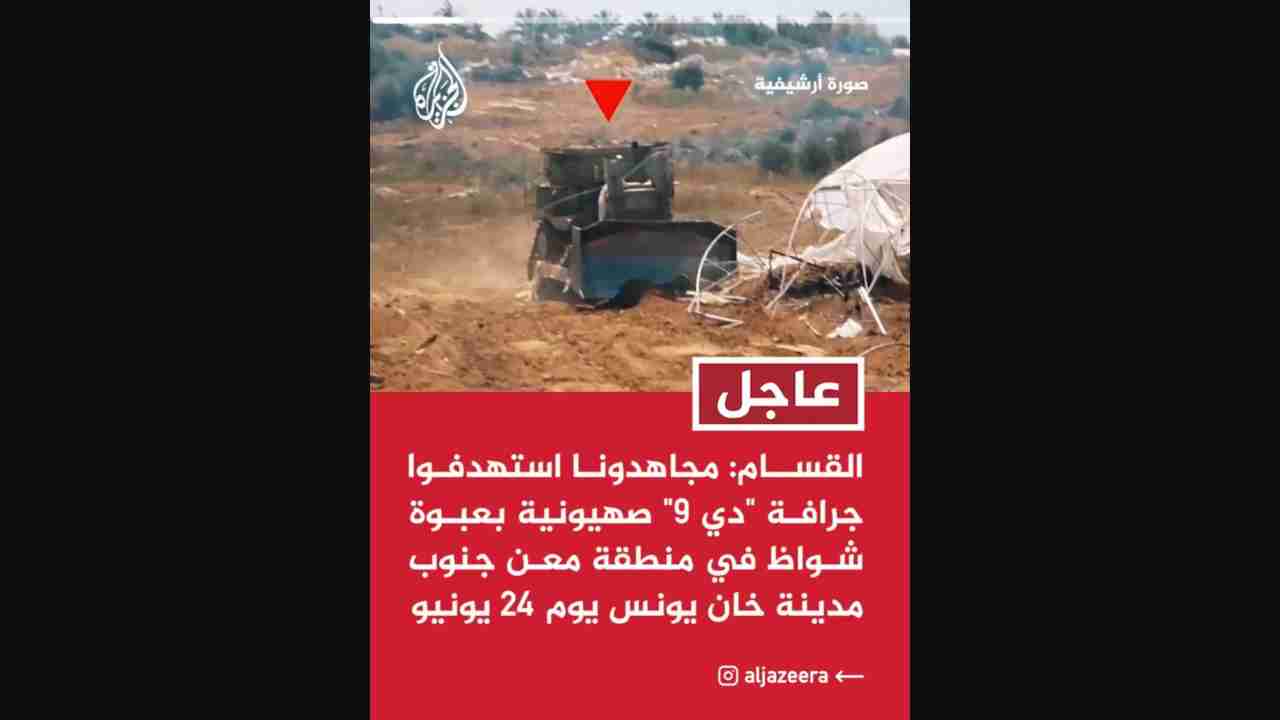 الجزيرة
صورة أرشيفية
عاجل
القسام: مجاهدونا استهدفوا
جرافة "دي 9" صهيونية بعبوة
شواظ في منطقة معن جنوب
مدينة خان يونس يوم 24 يونيو
aljazeera